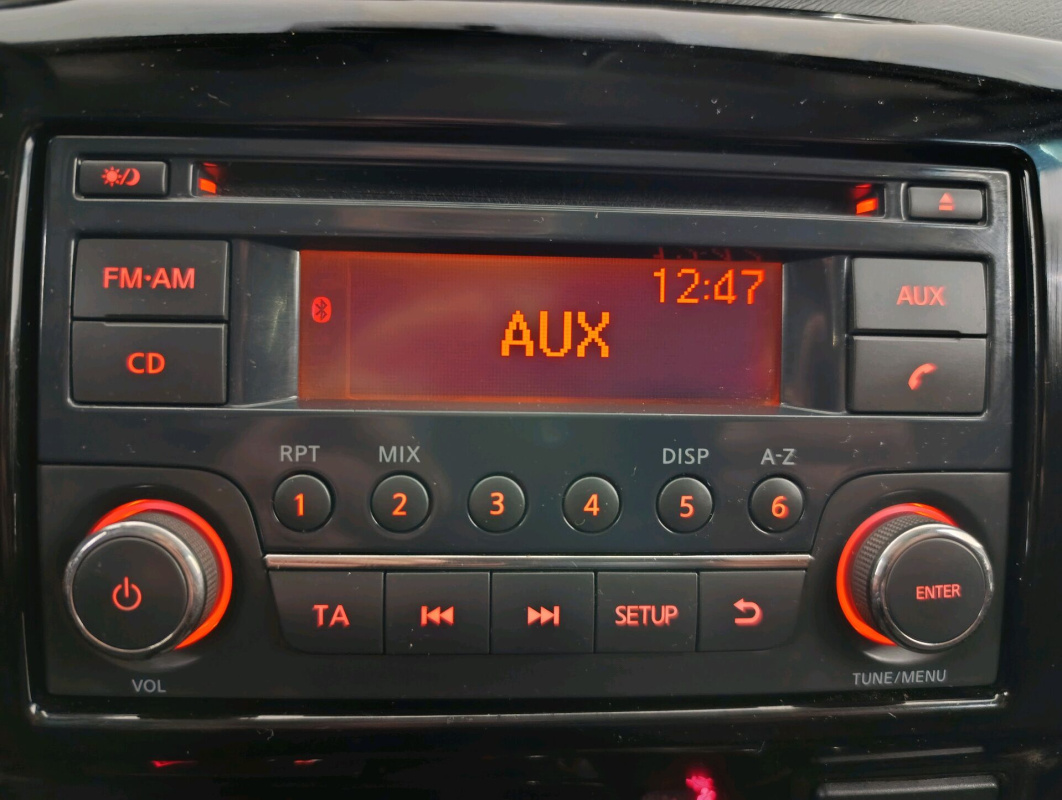 FM·AM
CD
12:47
AUX
AUX
RPT MIX DISP A-Z
1 2 3 4 5 6
TA SETUP
ENTER
VOL
TUNE/MENU